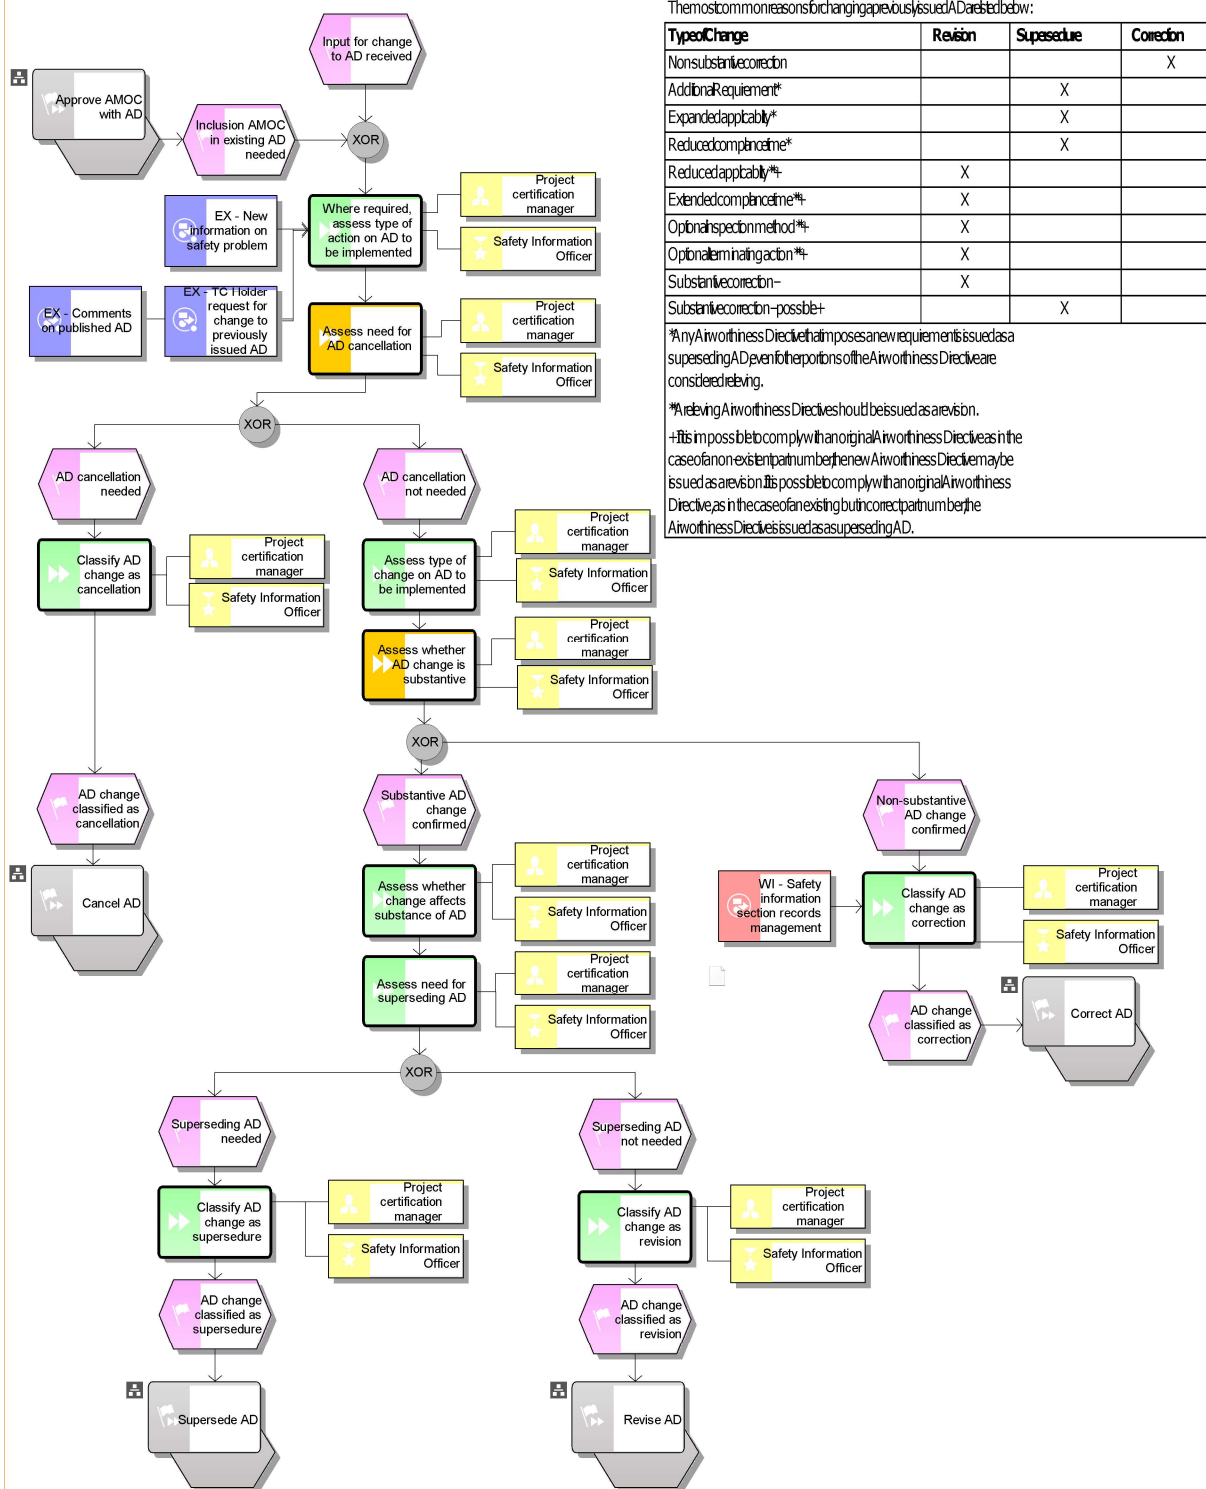 Input for change
to AD received
Approve AMOC
with AD
Inclusion AMOC
in existing AD
needed
XOR
EX - New
information on
safety problem
Where required,
assess type of
action on AD to
be implemented
Project
certification
manager
Safety Information
Officer
EX - Comments
on published AD
EX - TC Holder
request for
change to
previously
issued AD
Assess need for
AD cancellation
Project
certification
manager
Safety Information
Officer
XOR
AD cancellation
needed
AD cancellation
not needed
Classify AD
change as
cancellation
Project
certification
manager
Safety Information
Officer
Assess type of
change on AD to
be implemented
Project
certification
manager
Safety Information
Officer
Assess whether
AD change is
substantive
Project
certification
manager
Safety Information
Officer
XOR
AD change
classified as
cancellation
Cancel AD
Substantive AD
change
confirmed
Non-substantive
AD change
confirmed
Assess whether
change affects
substance of AD
Project
certification
manager
Safety Information
Officer
WI - Safety
information
section records
management
Classify AD
change as
correction
Project
certification
manager
Safety Information
Officer
Assess need for
superseding AD
Project
certification
manager
Safety Information
Officer
AD change
classified as
correction
Correct AD
XOR
Superseding AD
needed
Superseding AD
not needed
Classify AD
change as
supersedure
Project
certification
manager
Safety Information
Officer
Classify AD
change as
revision
Project
certification
manager
Safety Information
Officer
AD change
classified as
supersedure
AD change
classified as
revision
Supersede AD
Revise AD
The most common reasons for changing a previously issued AD are listed below:
Type of Change Revision Supersedure Correction
Non substantive correction X
Additional Requirement* X
Expanded applicability* X
Reduced compliance time* X
Reduced applicability**+ X
Extended compliance time**+ X
Optional inspection method**+ X
Optional terminating action**+ X
Substantive correction – X
Substantive correction – possible+ X
*Any Airworthiness Directive that imposes a new requirement is issued as a
superseding AD, even if other portions of the Airworthiness Directive are
considered relieving.
**A relieving Airworthiness Directive should be issued as a revision.
+If it is impossible to comply with an original Airworthiness Directive as in the
case of a non-existent part number, the new Airworthiness Directive may be
issued as a revision. If it is possible to comply with an original Airworthiness
Directive, as in the case of an existing but incorrect part number, the
Airworthiness Directive is issued as a superseding AD.